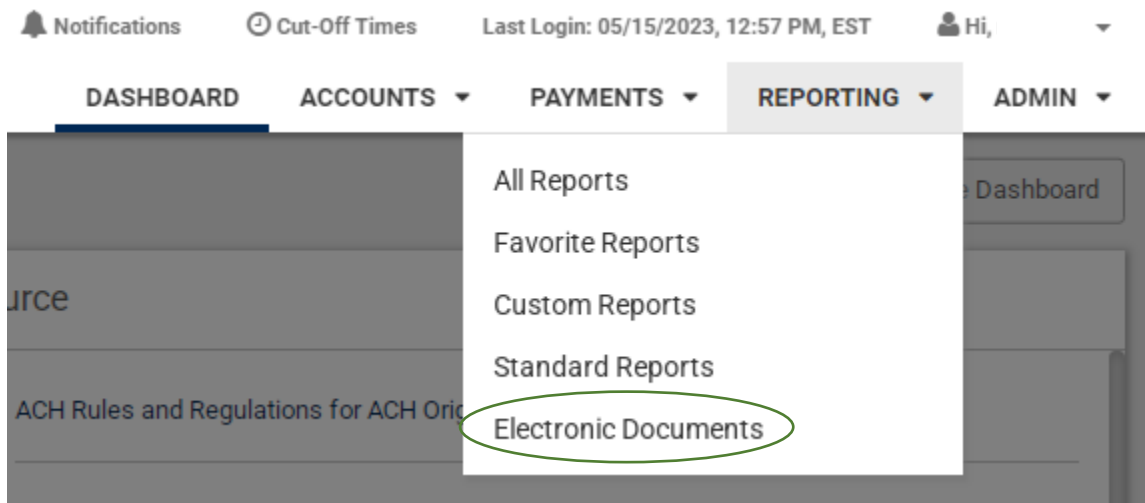 Notifications Cut-Off Times Last Login: 05/15/2023, 12:57 PM, EST Hi,
DASHBOARD ACCOUNTS PAYMENTS REPORTING ADMIN
All Reports
Dashboard
Favorite Reports
urce
Custom Reports
Standard Reports
ACH Rules and Regulations for ACH Orig
Electronic Documents